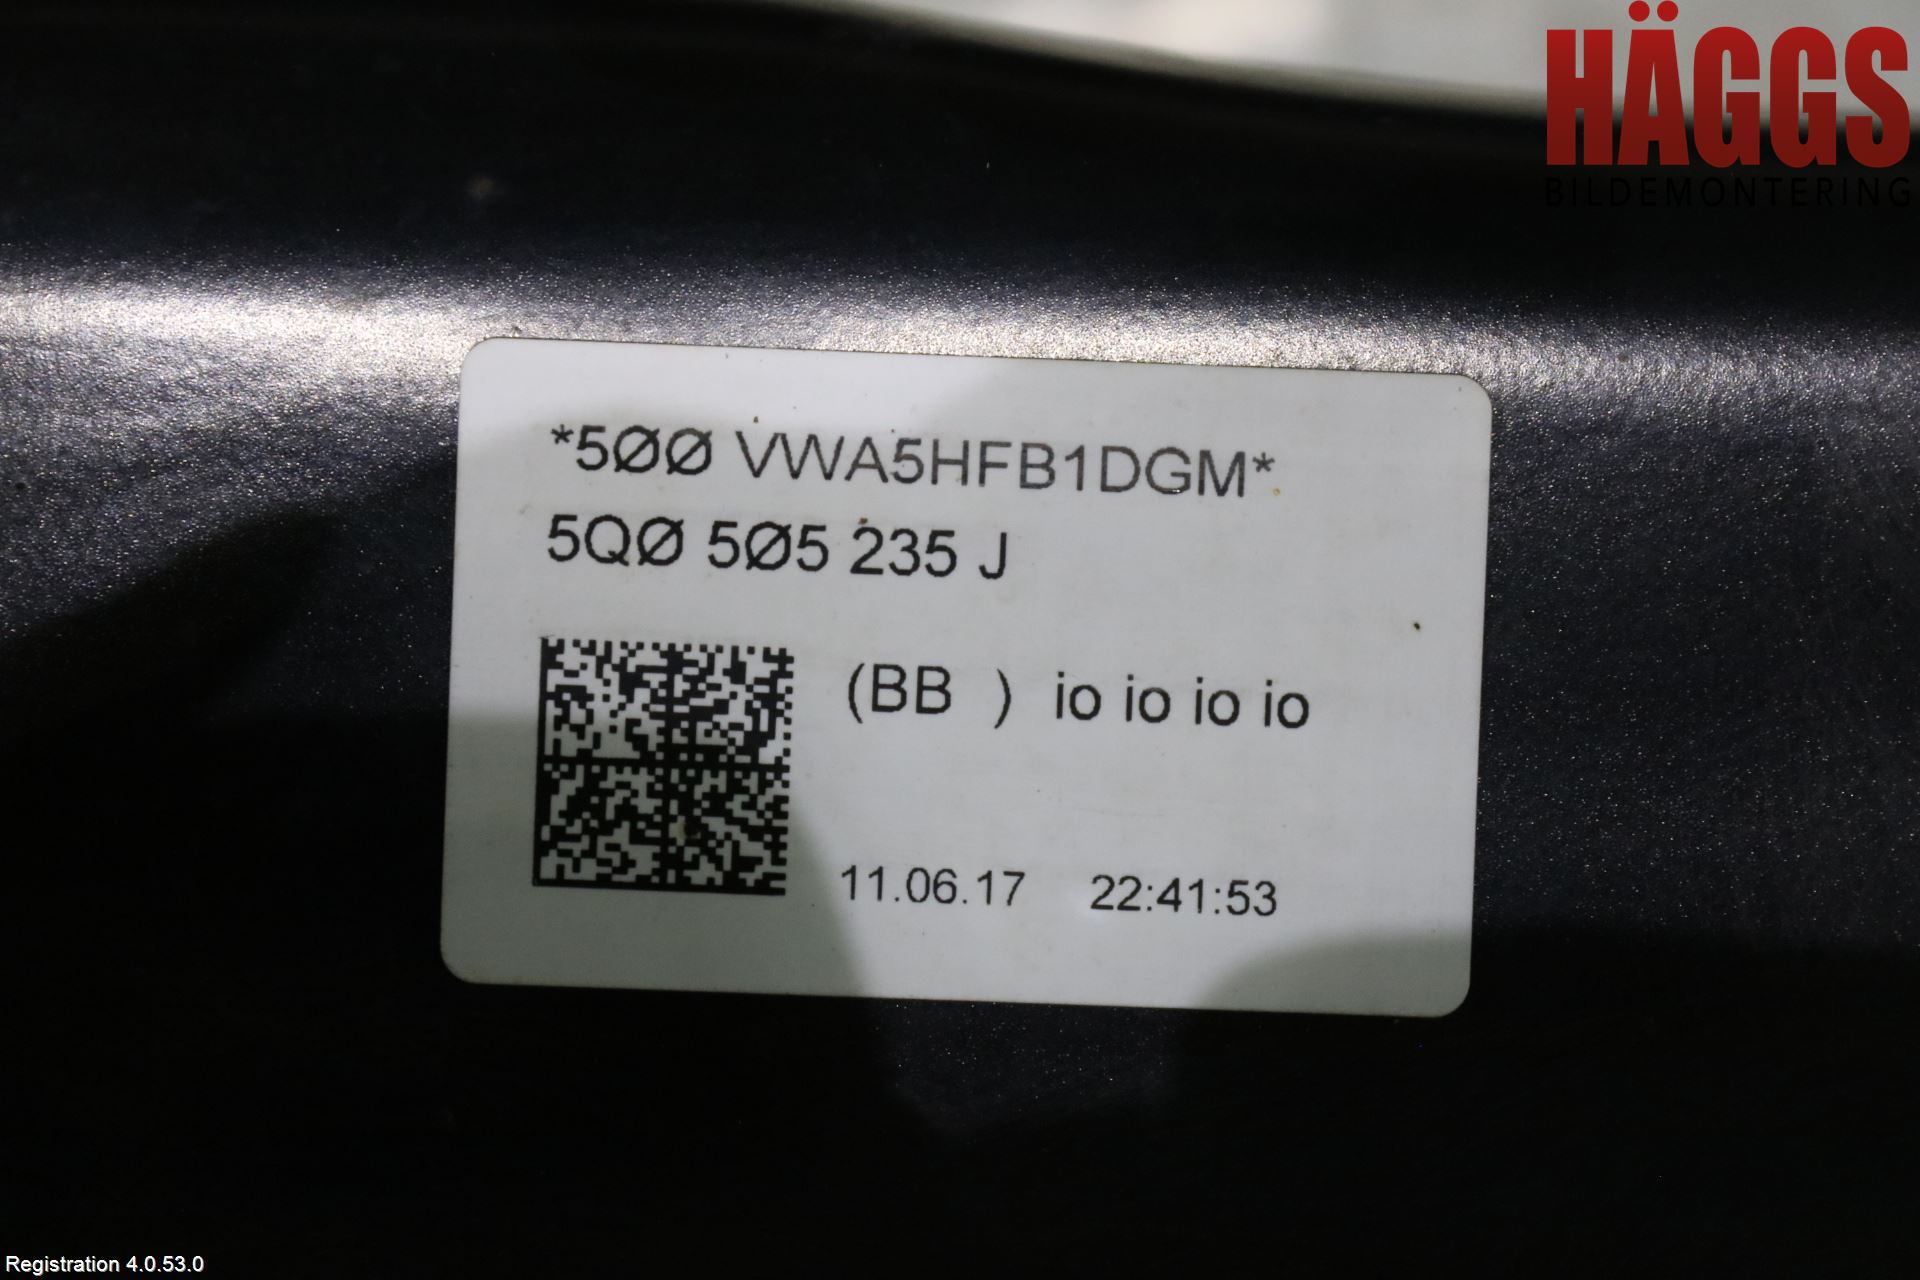 HÄGGS
BILDEMONTERING
*5ØØ VWA5HFB1DGM*
5QØ 5Ø5 235 J
(BB ) io io io io
11.06.17 22:41:53
Registration 4.0.53.0